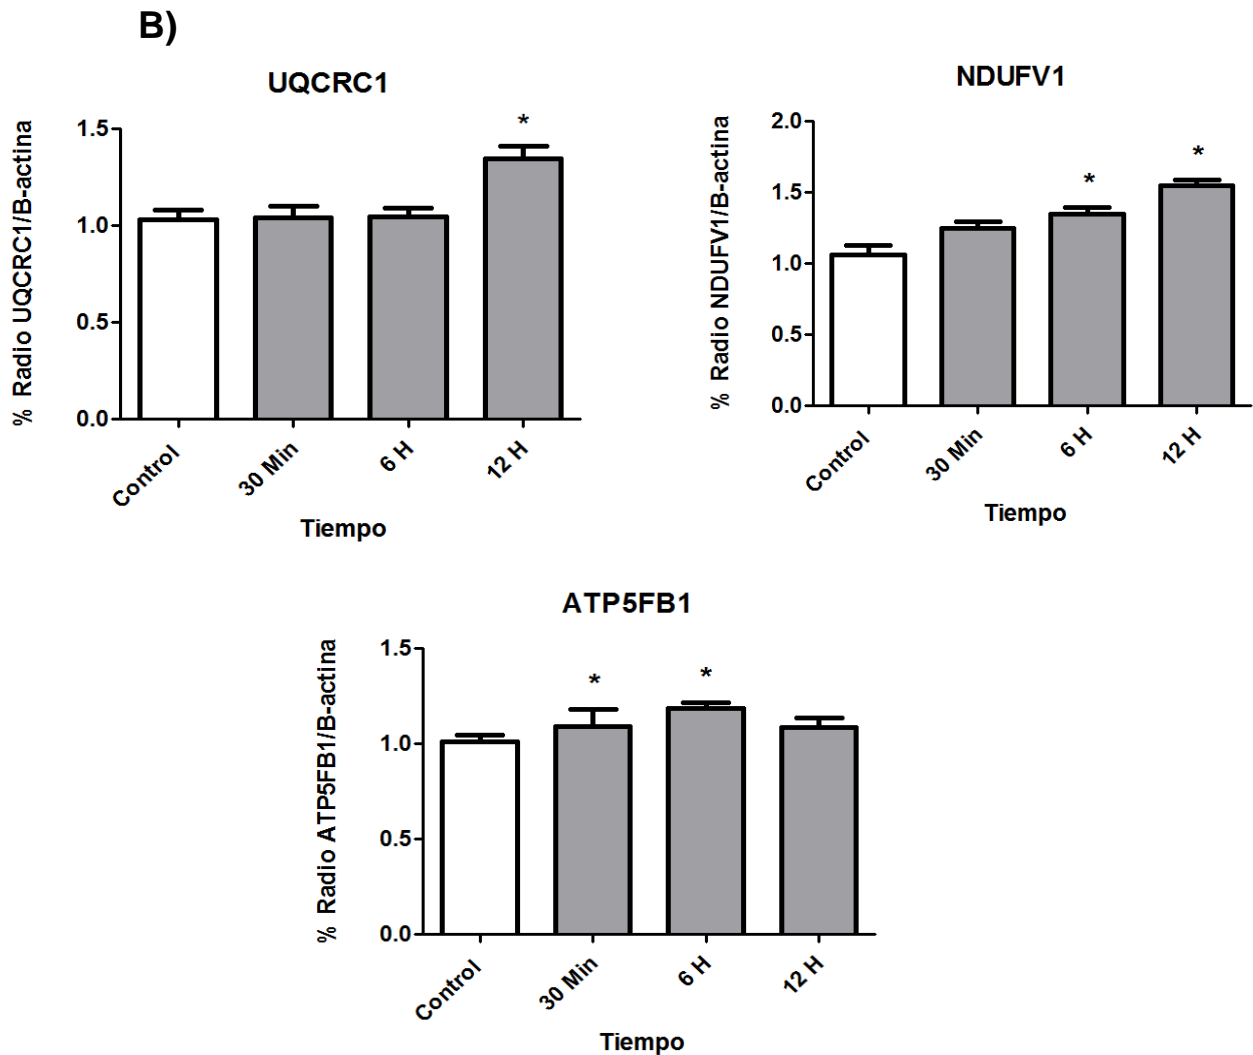 B)
UQCRC1
% Radio UQCRC1/B-actina
1.5
1.0
0.5
0.0
*
Control
30 Min
6 H
12 H
Tiempo
NDUFV1
% Radio NDUFV1/B-actina
2.0
1.5
1.0
0.5
0.0
*
*
Control
30 Min
6 H
12 H
Tiempo
ATP5FB1
% Radio ATP5FB1/B-actina
1.5
1.0
0.5
0.0
*
*
Control
30 Min
6 H
12 H
Tiempo